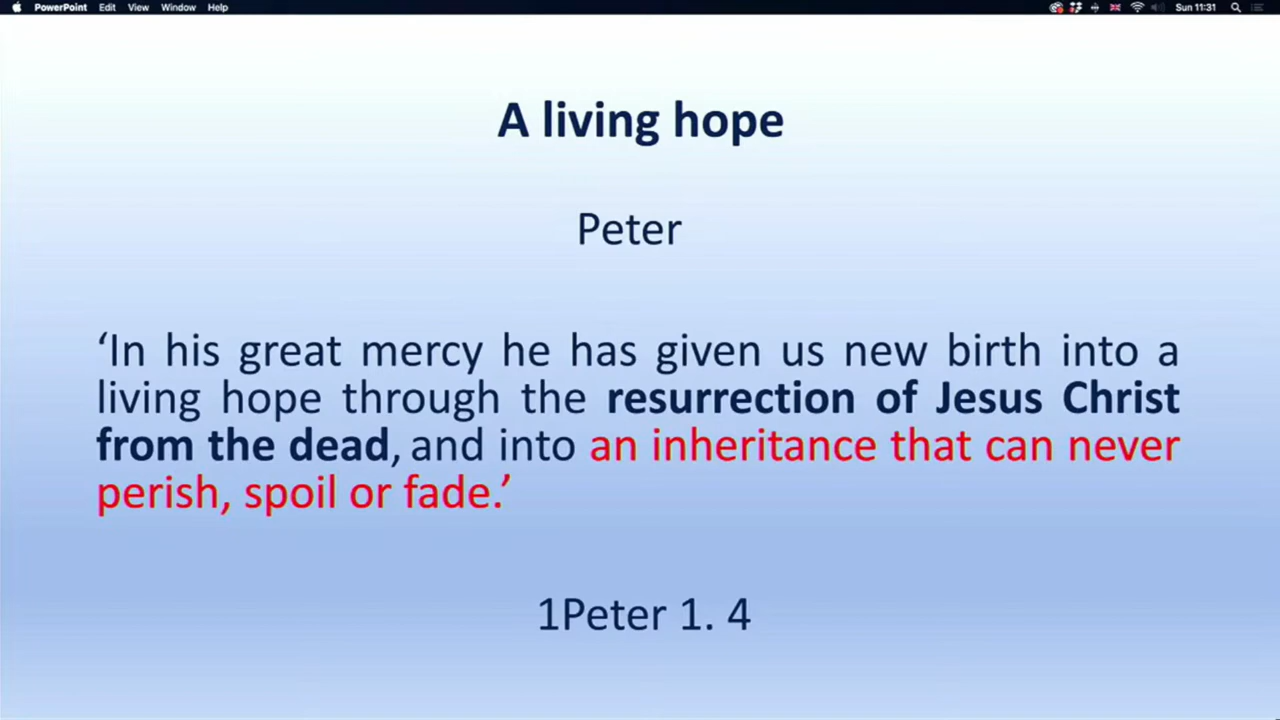 PowerPoint Edit View Window Help Sun 11:31
A living hope
Peter
‘In his great mercy he has given us new birth into a
living hope through the resurrection of Jesus Christ
from the dead, and into an inheritance that can never
perish, spoil or fade.’
1Peter 1. 4